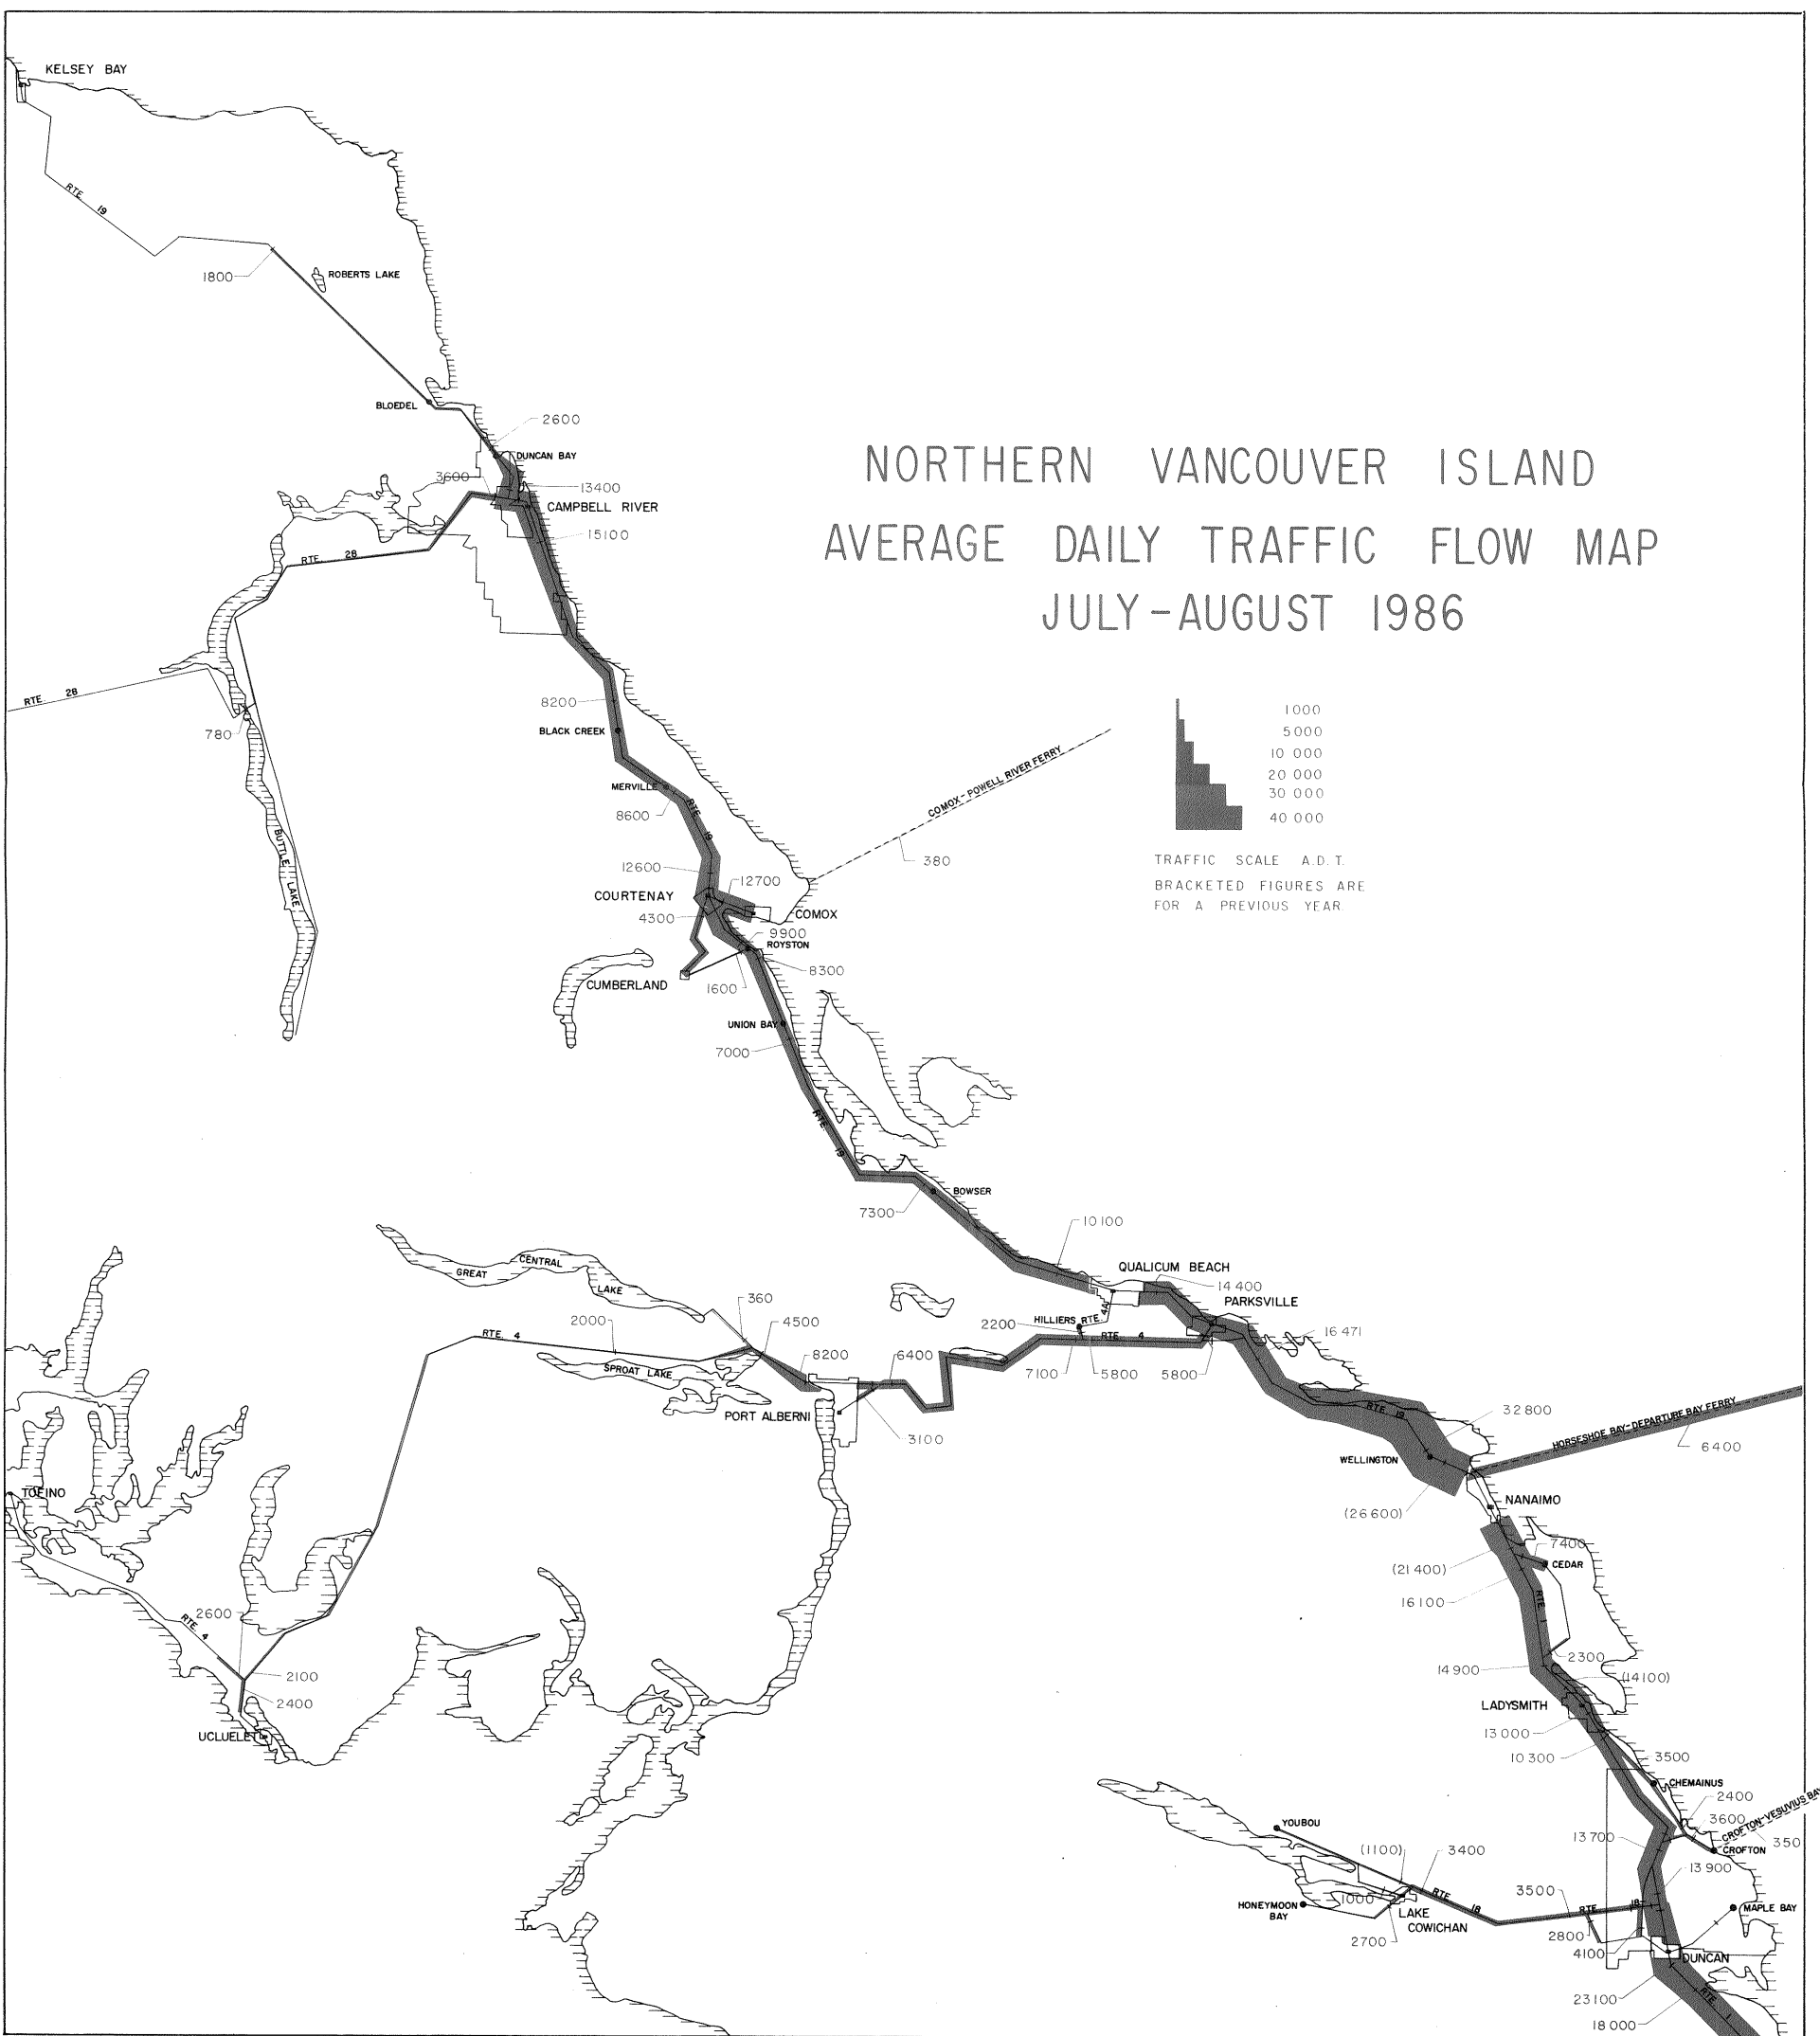 KELSEY BAY
RTE 19
1800
ROBERTS LAKE
BLOEDEL
2600
DUNCAN BAY
3600
13400
CAMPBELL RIVER
15100
RTE. 28
NORTHERN VANCOUVER ISLAND
AVERAGE DAILY TRAFFIC FLOW MAP
JULY-AUGUST 1986
RTE. 28
780
8200
BLACK CREEK
MERVILLE
8600
RTE 19
BUTTLE LAKE
1000
5000
10 000
20 000
30 000
40 000
TRAFFIC SCALE A.D.T.
BRACKETED FIGURES ARE
FOR A PREVIOUS YEAR
COMOX-POWELL RIVER FERRY
380
12600
12700
COURTENAY
4300
COMOX
9900
ROYSTON
8300
CUMBERLAND
1600
UNION BAY
7000
RTE. 19
BOWSER
7300
10 100
QUALICUM BEACH
14 400
PARKSVILLE
GREAT CENTRAL LAKE
360
2000
4500
RTE. 4
SPROAT LAKE
8200
6400
HILLIERS
RTE. 4A
2200
RTE. 4
7100
5800
5800
16 471
PORT ALBERNI
3100
RTE. 19
32 800
HORSESHOE BAY-DEPARTURE BAY FERRY
6400
WELLINGTON
(26 600)
NANAIMO
TOFINO
(21 400)
7400
CEDAR
16 100
RTE. 1
2600
RTE. 4
2100
2400
UCLUELET
2300
14 900
(14 100)
LADYSMITH
13 000
10 300
3500
CHEMAINUS
2400
3600
CROFTON-VESUVIUS BAY
350
CROFTON
13 700
13 900
YOUBOU
(1100)
3400
1000
RTE. 18
3500
RTE. 18
HONEYMOON
BAY
LAKE
COWICHAN
2700
2800
4100
MAPLE BAY
DUNCAN
23 100
RTE. 1
18 000